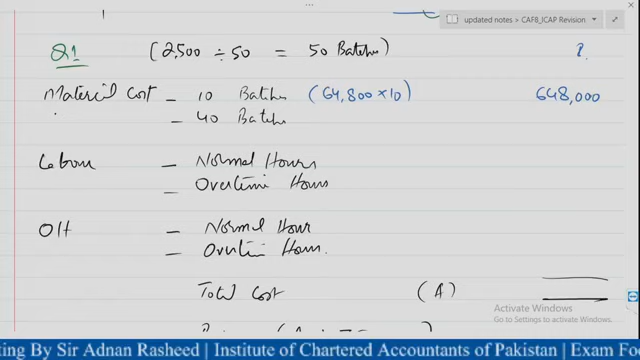 updated notes > CAF8_ICAP Revision
Q1 (2,500 ÷ 50 = 50 Batches) ?
Material Cost - 10 Batches (64,800 × 10) 648,000
- 40 Batches
Labour - Normal Hours
- Overtime Hours
OH - Normal Hour
- Overtim Hours.
Total Cost (A)
Activate Windows
Go to Settings to activate Windows.
ting By Sir Adnan Rasheed | Institute of Chartered Accountants of Pakistan | Exam Foc